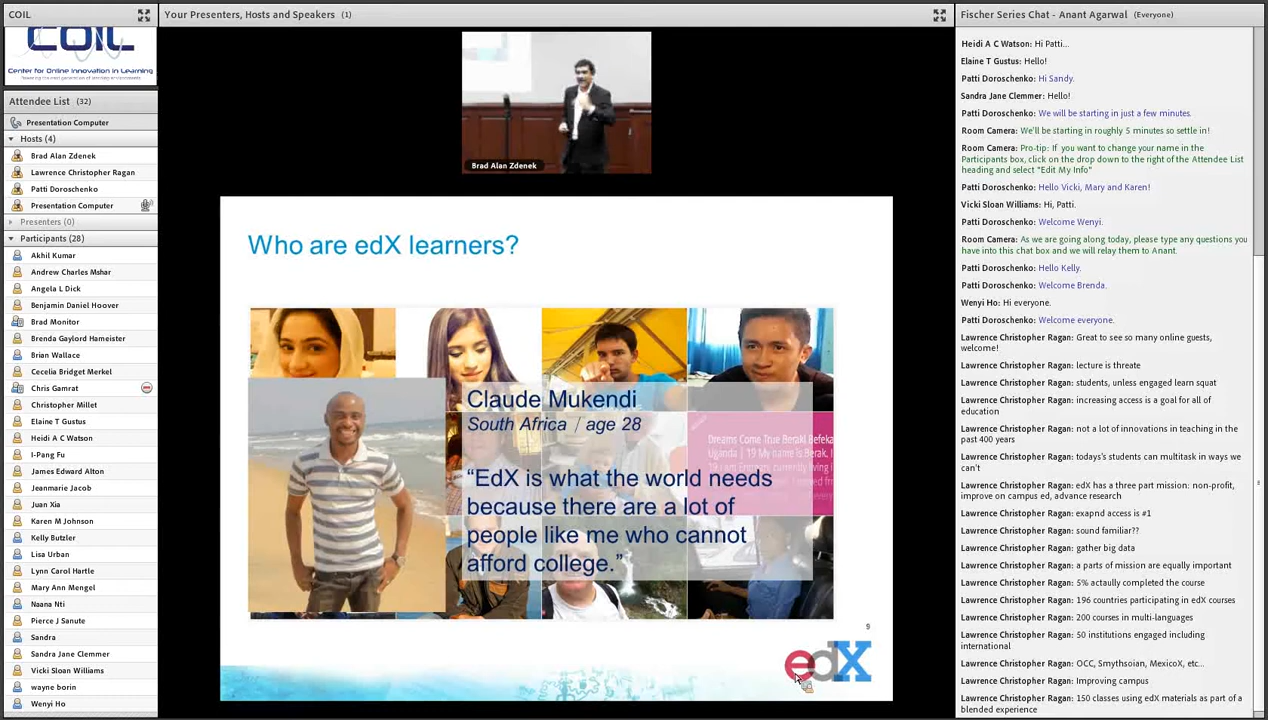 COIL
COIL
Center for Online Innovation in Learning
Attendee List (32)
Presentation Computer
Hosts (4)
Brad Alan Zdenek
Lawrence Christopher Ragan
Patti Doroschenko
Presentation Computer
Presenters (0)
Participants (28)
Akhil Kumar
Andrew Charles Mshar
Angela L Dick
Benjamin Daniel Hoover
Brad Monitor
Brenda Gaylord Hameister
Brian Wallace
Cecelia Bridget Merkel
Chris Gamrat
Christopher Millet
Elaine T Gustus
Heidi A C Watson
I-Pang Fu
James Edward Alton
Jeanmarie Jacob
Juan Xia
Karen M Johnson
Kelly Butzler
Lisa Urban
Lynn Carol Hartle
Mary Ann Mengel
Naana Nti
Pierce J Sanute
Sandra
Sandra Jane Clemmer
Vicki Sloan Williams
wayne borin
Wenyi Ho
Your Presenters, Hosts and Speakers (1)
Brad Alan Zdenek
Who are edX learners?
Claude Mukendi
South Africa / age 28
“EdX is what the world needs
because there are a lot of
people like me who cannot
afford college.”
Dreams Come True Beraki Befeka
Uganda | 19 My name is Berak.
9
edX
Fischer Series Chat - Anant Agarwal (Everyone)
Heidi A C Watson: Hi Patti...
Elaine T Gustus: Hello!
Patti Doroschenko: Hi Sandy.
Sandra Jane Clemmer: Hello!
Patti Doroschenko: We will be starting in just a few minutes.
Room Camera: We'll be starting in roughly 5 minutes so settle in!
Room Camera: Pro-tip: If you want to change your name in the
Participants box, click on the drop down to the right of the Attendee List
heading and select "Edit My Info"
Patti Doroschenko: Hello Vicki, Mary and Karen!
Vicki Sloan Williams: Hi, Patti.
Patti Doroschenko: Welcome Wenyi.
Room Camera: As we are going along today, please type any questions you
have into this chat box and we will relay them to Anant.
Patti Doroschenko: Hello Kelly.
Patti Doroschenko: Welcome Brenda.
Wenyi Ho: Hi everyone.
Patti Doroschenko: Welcome everyone.
Lawrence Christopher Ragan: Great to see so many online guests,
welcome!
Lawrence Christopher Ragan: lecture is threate
Lawrence Christopher Ragan: students, unless engaged learn squat
Lawrence Christopher Ragan: increasing access is a goal for all of
education
Lawrence Christopher Ragan: not a lot of innovations in teaching in the
past 400 years
Lawrence Christopher Ragan: todays's students can multitask in ways we
can't
Lawrence Christopher Ragan: edX has a three part mission: non-profit,
improve on campus ed, advance research
Lawrence Christopher Ragan: exapnd access is #1
Lawrence Christopher Ragan: sound familiar??
Lawrence Christopher Ragan: gather big data
Lawrence Christopher Ragan: a parts of mission are equally important
Lawrence Christopher Ragan: 5% actaully completed the course
Lawrence Christopher Ragan: 196 countries participating in edX courses
Lawrence Christopher Ragan: 200 courses in multi-languages
Lawrence Christopher Ragan: 50 institutions engaged including
international
Lawrence Christopher Ragan: OCC, Smythsoian, MexicoX, etc...
Lawrence Christopher Ragan: Improving campus
Lawrence Christopher Ragan: 150 classes using edX materials as part of a
blended experience